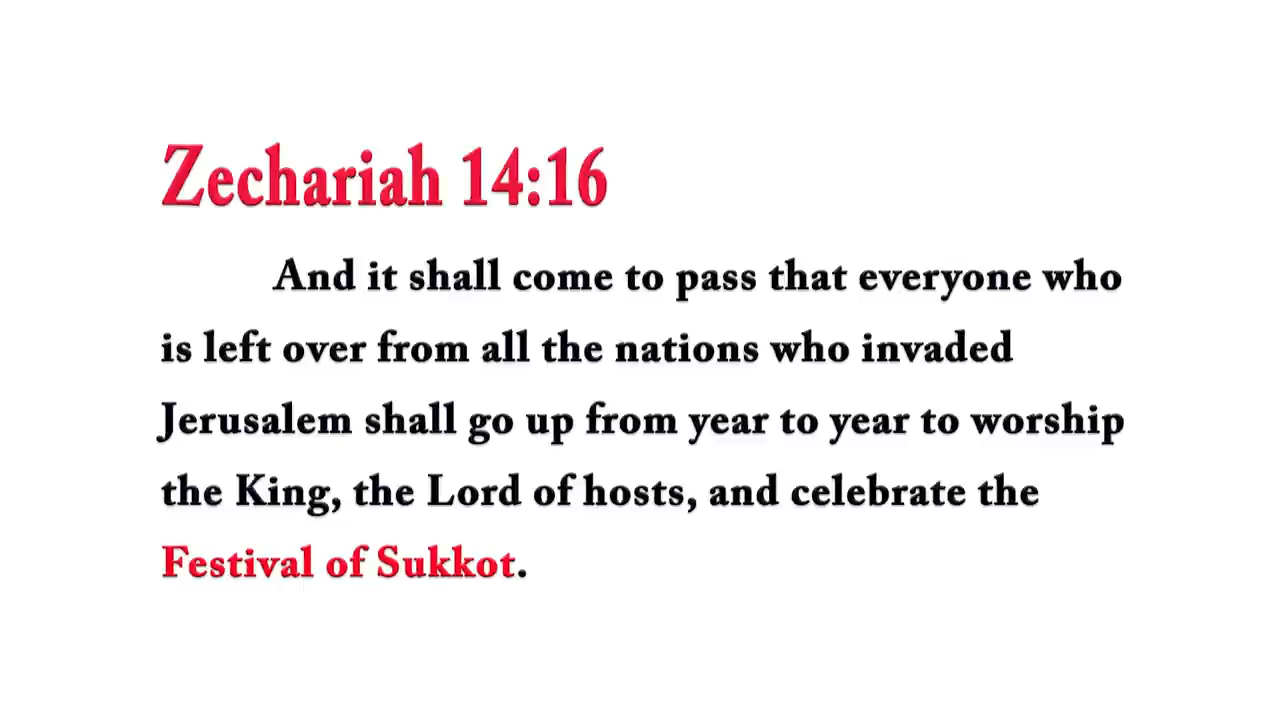 Zechariah 14:16
And it shall come to pass that everyone who
is left over from all the nations who invaded
Jerusalem shall go up from year to year to worship
the King, the Lord of hosts, and celebrate the
Festival of Sukkot.